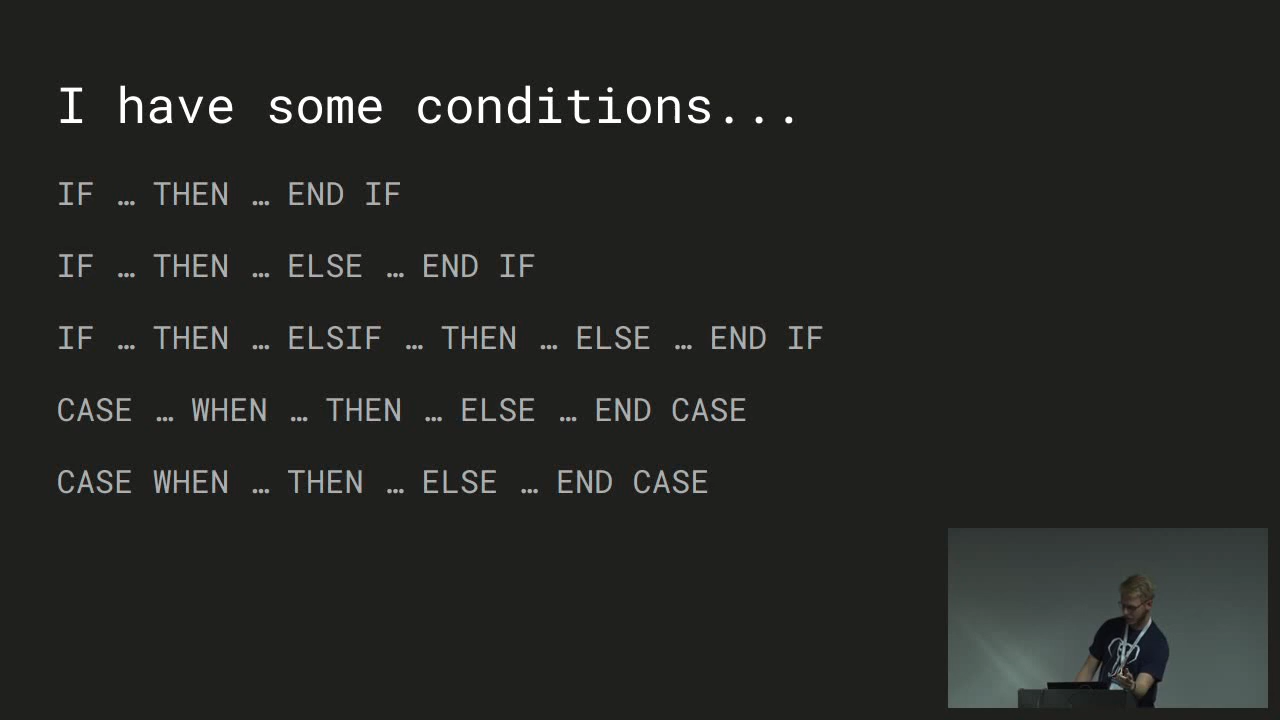 I have some conditions...
IF … THEN … END IF
IF … THEN … ELSE … END IF
IF … THEN … ELSIF … THEN … ELSE … END IF
CASE … WHEN … THEN … ELSE … END CASE
CASE WHEN … THEN … ELSE … END CASE